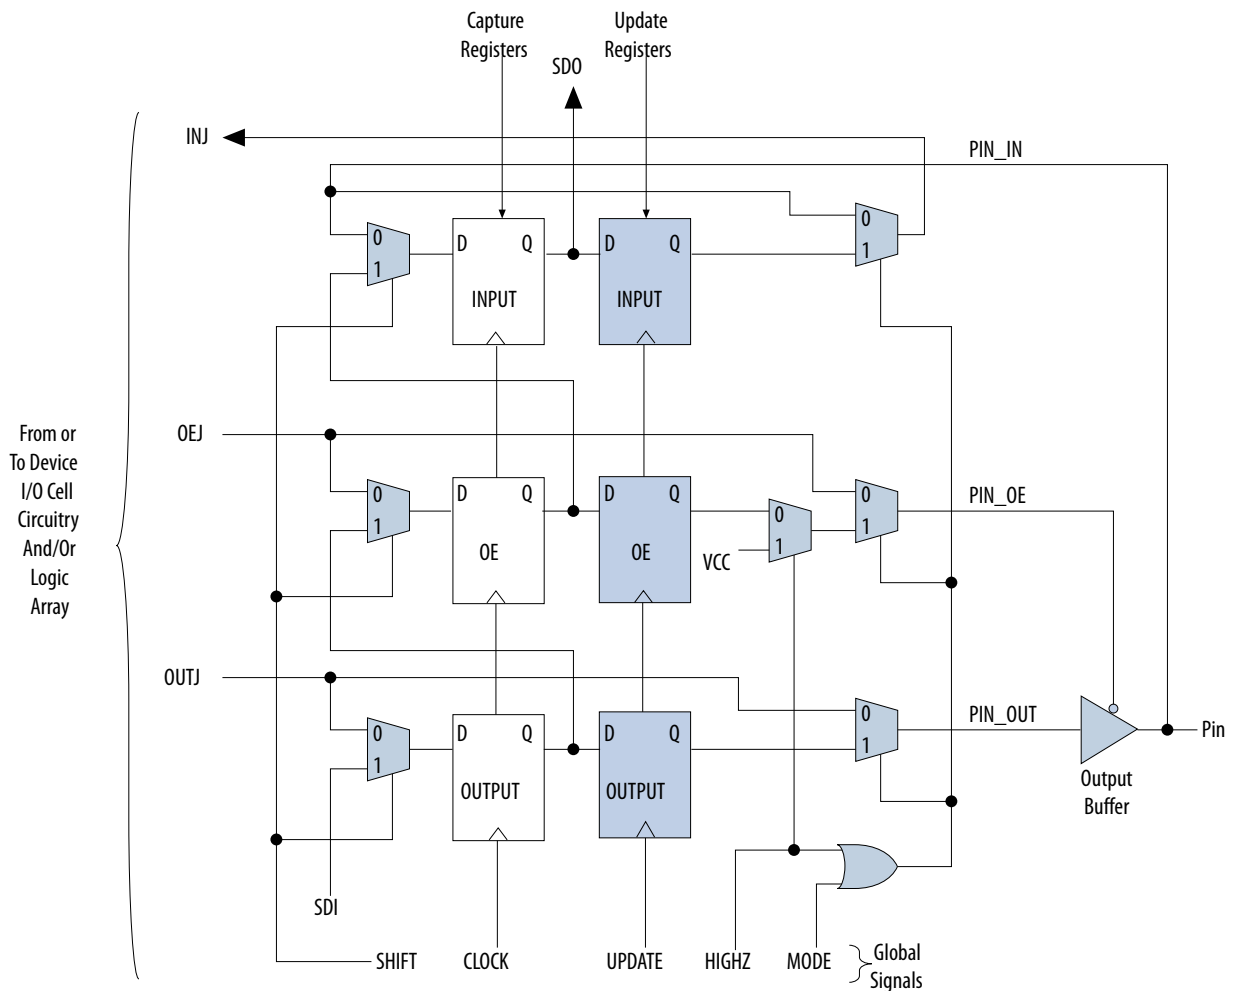 Capture
Registers
Update
Registers
SDO
INJ
PIN_IN
0
1
D Q
INPUT
D Q
INPUT
0
1
From or
To Device
I/O Cell
Circuitry
And/Or
Logic
Array
OEJ
0
1
D Q
OE
D Q
OE
0
1
VCC
0
1
PIN_OE
OUTJ
0
1
D Q
OUTPUT
D Q
OUTPUT
0
1
PIN_OUT
Pin
Output
Buffer
SDI
SHIFT
CLOCK
UPDATE
HIGHZ
MODE
Global
Signals